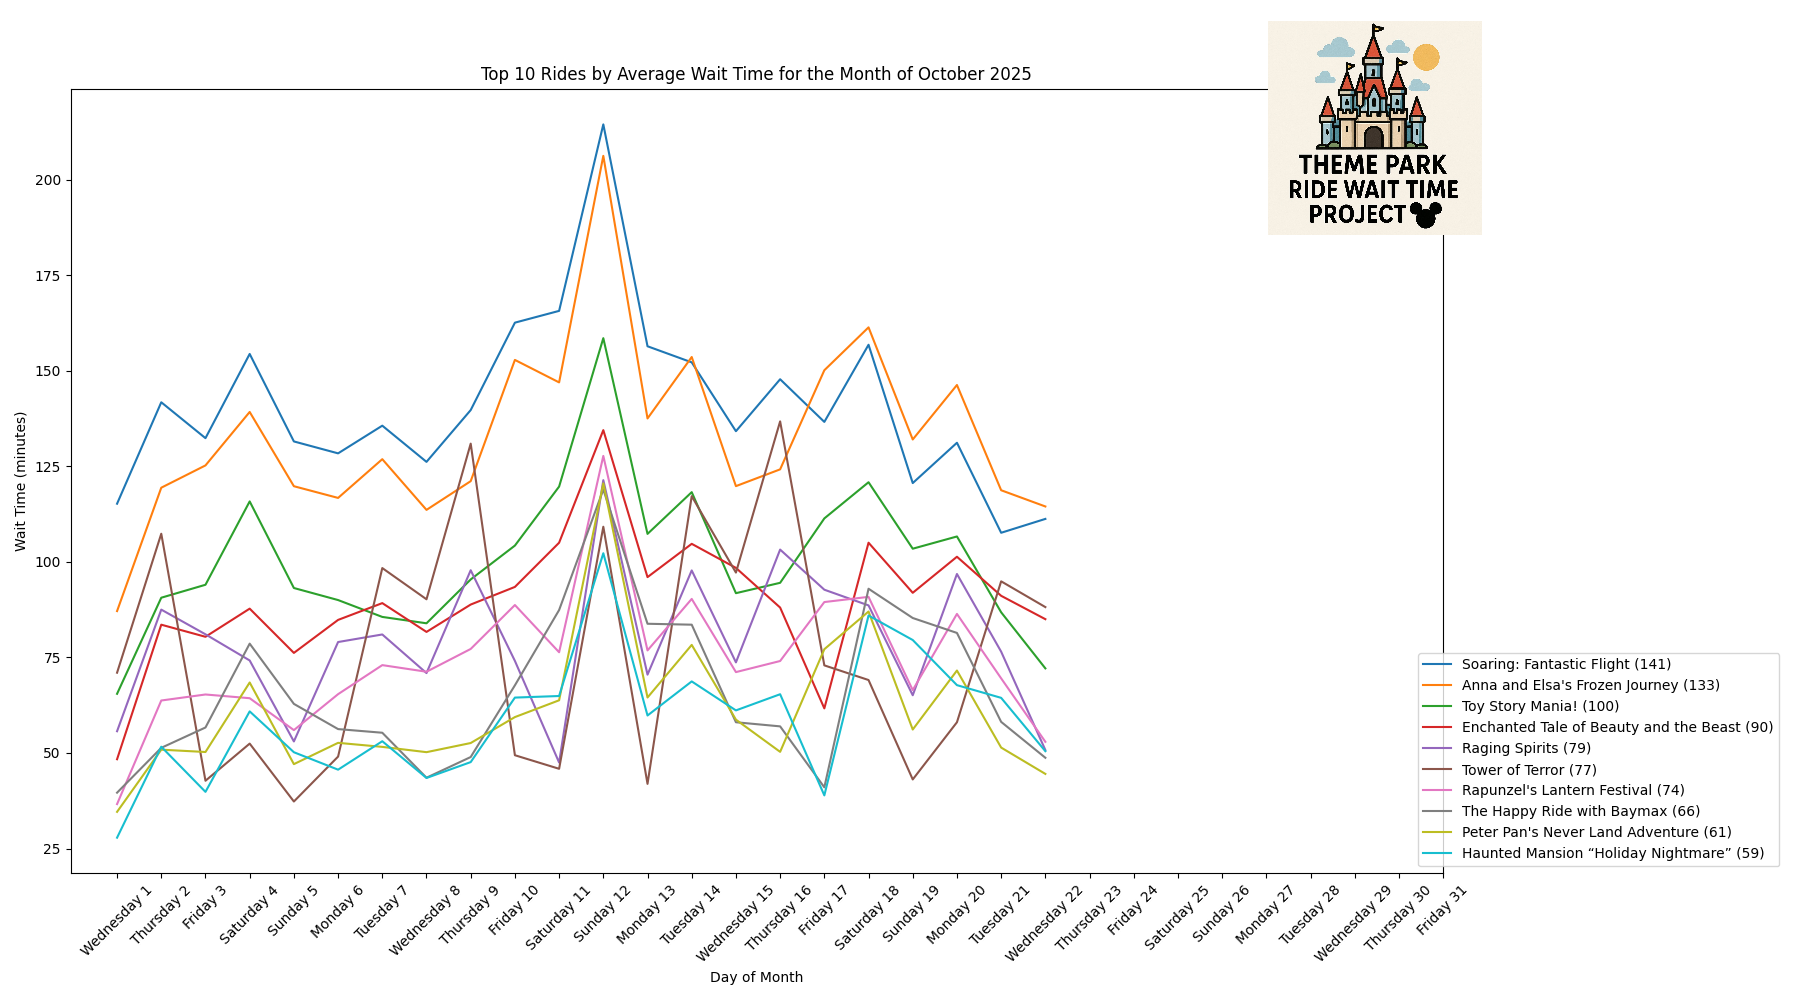 Top 10 Rides by Average Wait Time for the Month of October 2025
THEME PARK
RIDE WAIT TIME
PROJECT
Wait Time (minutes)
200
175
150
125
100
75
50
25
Soaring: Fantastic Flight (141)
Anna and Elsa's Frozen Journey (133)
Toy Story Mania! (100)
Enchanted Tale of Beauty and the Beast (90)
Raging Spirits (79)
Tower of Terror (77)
Rapunzel's Lantern Festival (74)
The Happy Ride with Baymax (66)
Peter Pan's Never Land Adventure (61)
Haunted Mansion “Holiday Nightmare” (59)
Wednesday 1
Thursday 2
Friday 3
Saturday 4
Sunday 5
Monday 6
Tuesday 7
Wednesday 8
Thursday 9
Friday 10
Saturday 11
Sunday 12
Monday 13
Tuesday 14
Wednesday 15
Thursday 16
Friday 17
Saturday 18
Sunday 19
Monday 20
Tuesday 21
Wednesday 22
Thursday 23
Friday 24
Saturday 25
Sunday 26
Monday 27
Tuesday 28
Wednesday 29
Thursday 30
Friday 31
Day of Month